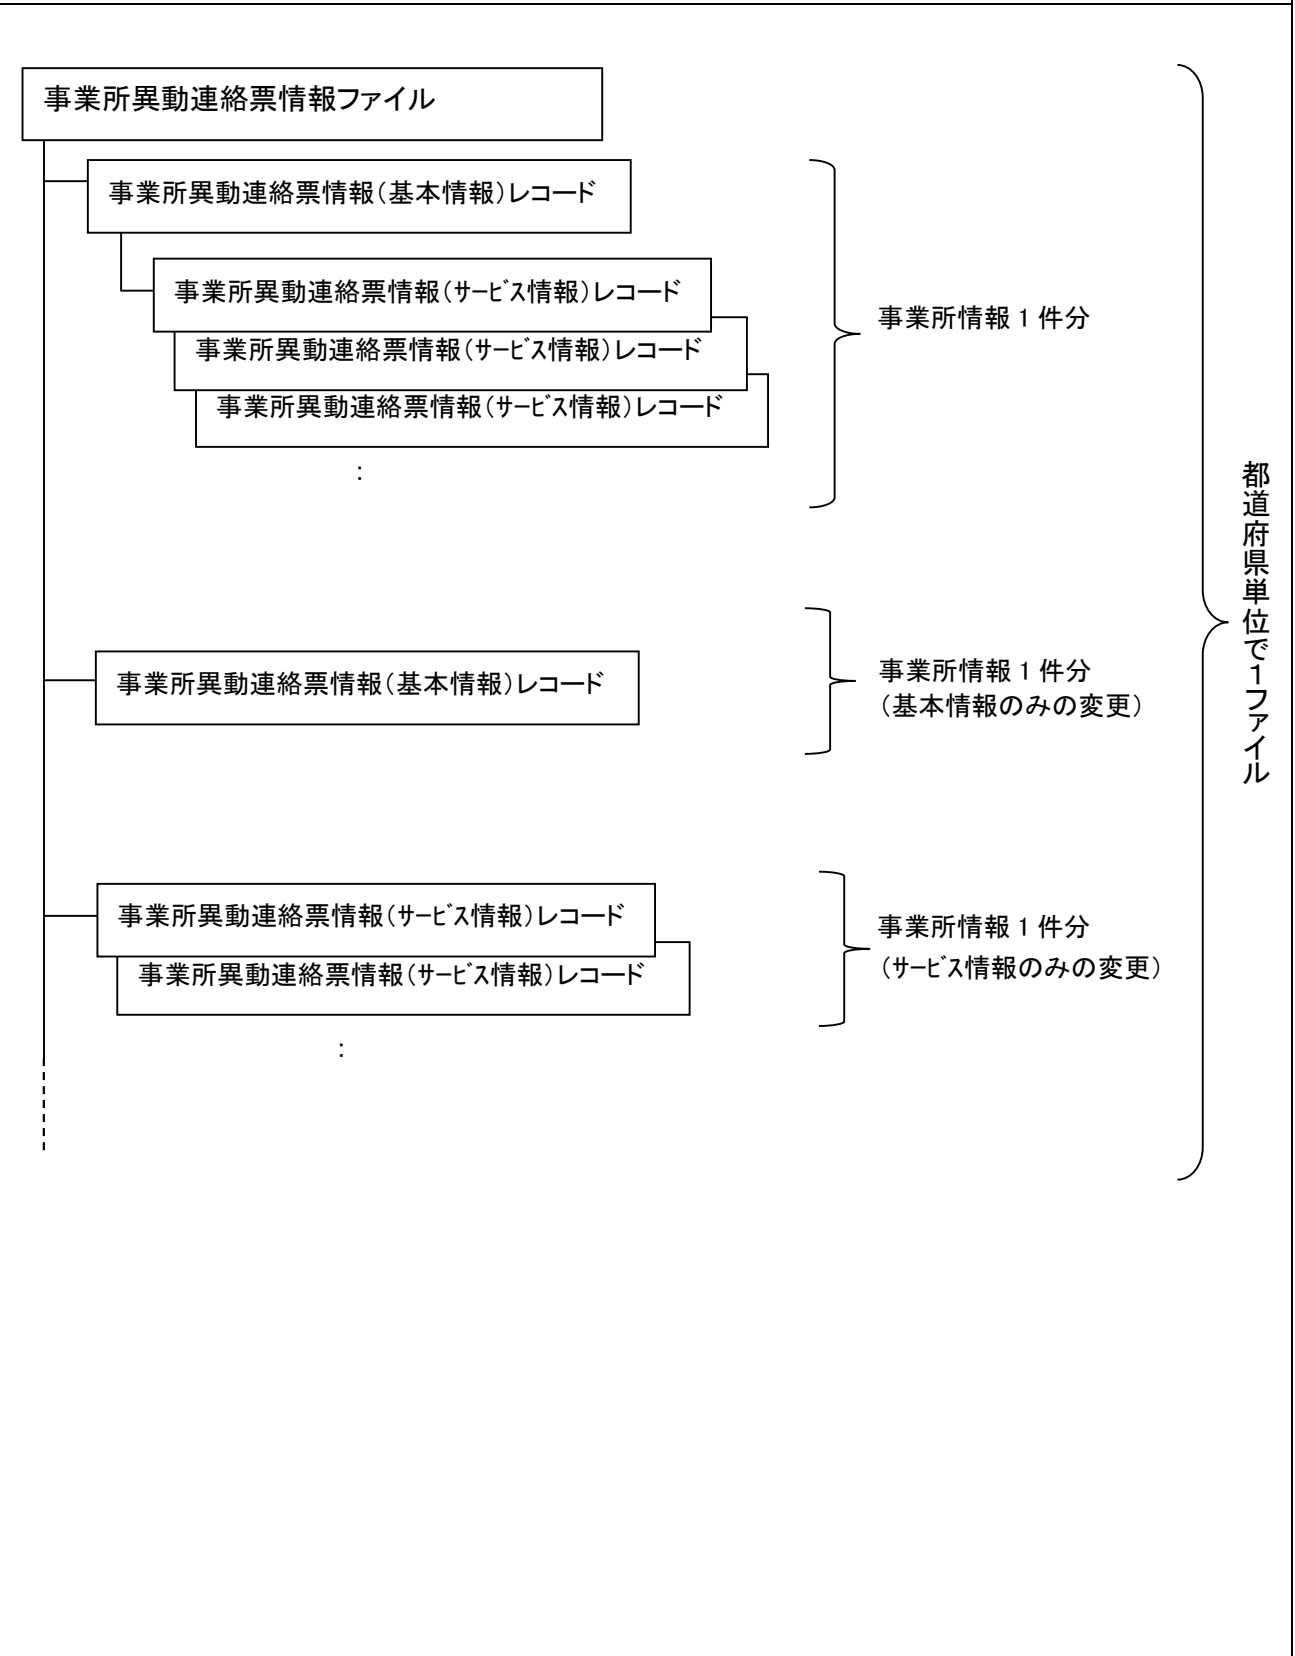 事業所異動連絡票情報ファイル
事業所異動連絡票情報（基本情報）レコード
事業所異動連絡票情報（ｻｰﾋﾞｽ情報）レコード
事業所異動連絡票情報（ｻｰﾋﾞｽ情報）レコード
事業所異動連絡票情報（ｻｰﾋﾞｽ情報）レコード
：
事業所情報１件分
事業所異動連絡票情報（基本情報）レコード
事業所情報１件分
（基本情報のみの変更）
事業所異動連絡票情報（ｻｰﾋﾞｽ情報）レコード
事業所異動連絡票情報（ｻｰﾋﾞｽ情報）レコード
：
事業所情報１件分
（ｻｰﾋﾞｽ情報のみの変更）
都道府県単位で１ファイル